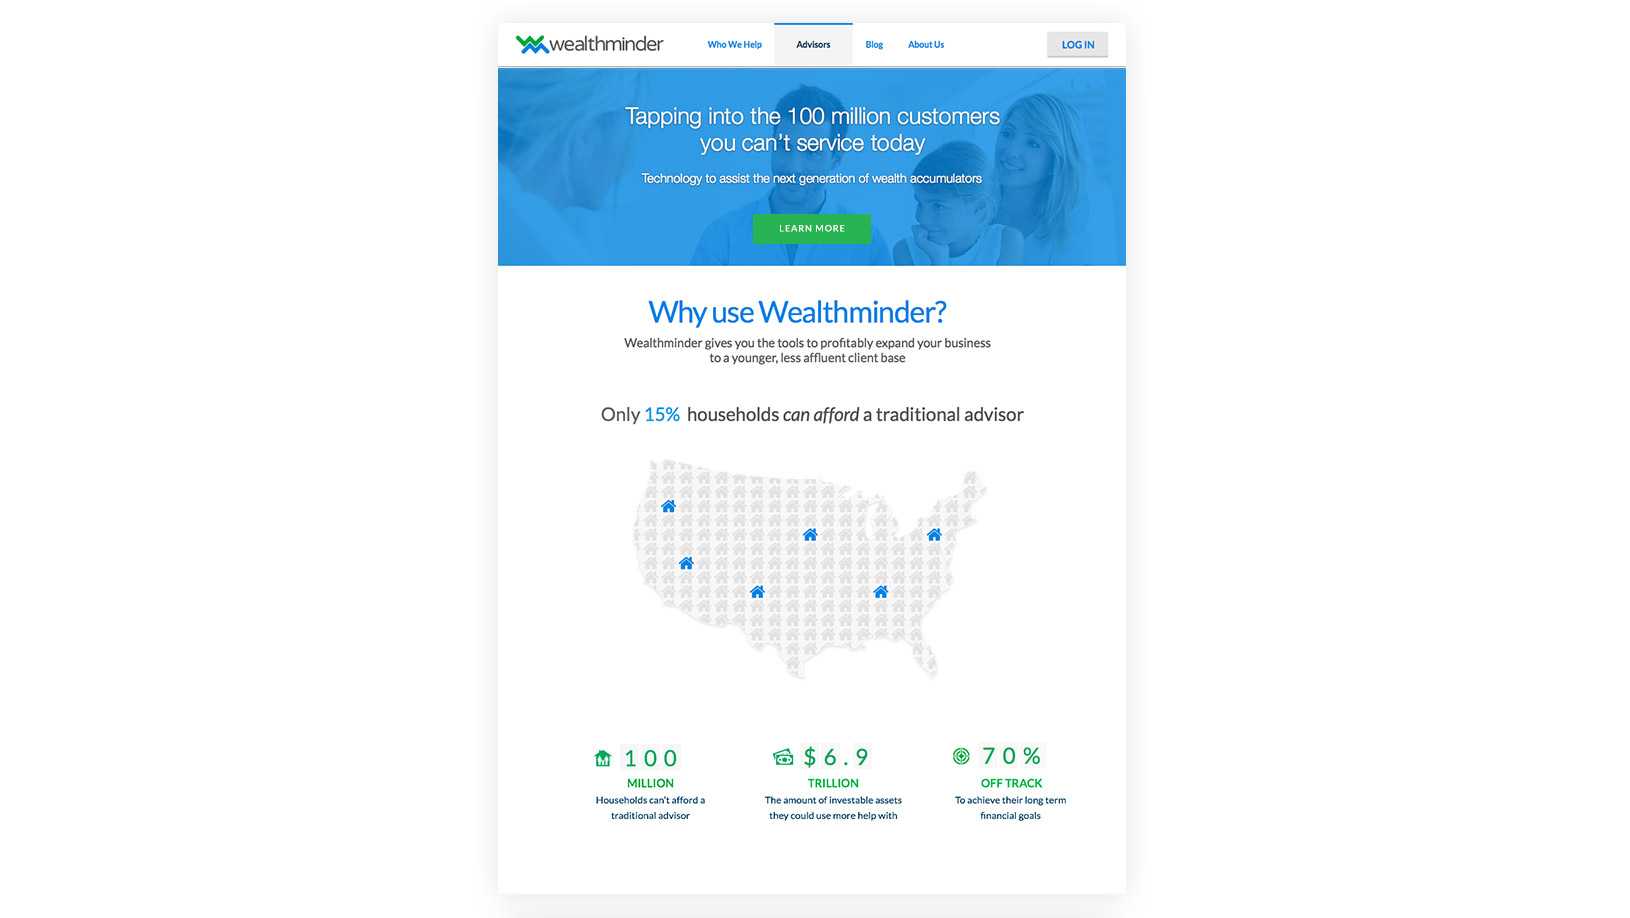 wealthminder
Who We Help
Advisors
Blog
About Us
LOG IN
Tapping into the 100 million customers
you can't service today
Technology to assist the next generation of wealth accumulators
LEARN MORE
Why use Wealthminder?
Wealthminder gives you the tools to profitably expand your business
to a younger, less affluent client base
Only 15% households can afford a traditional advisor
100
MILLION
Households can't afford a
traditional advisor
$6.9
TRILLION
The amount of investable assets
they could use more help with
70%
OFF TRACK
To achieve their long term
financial goals